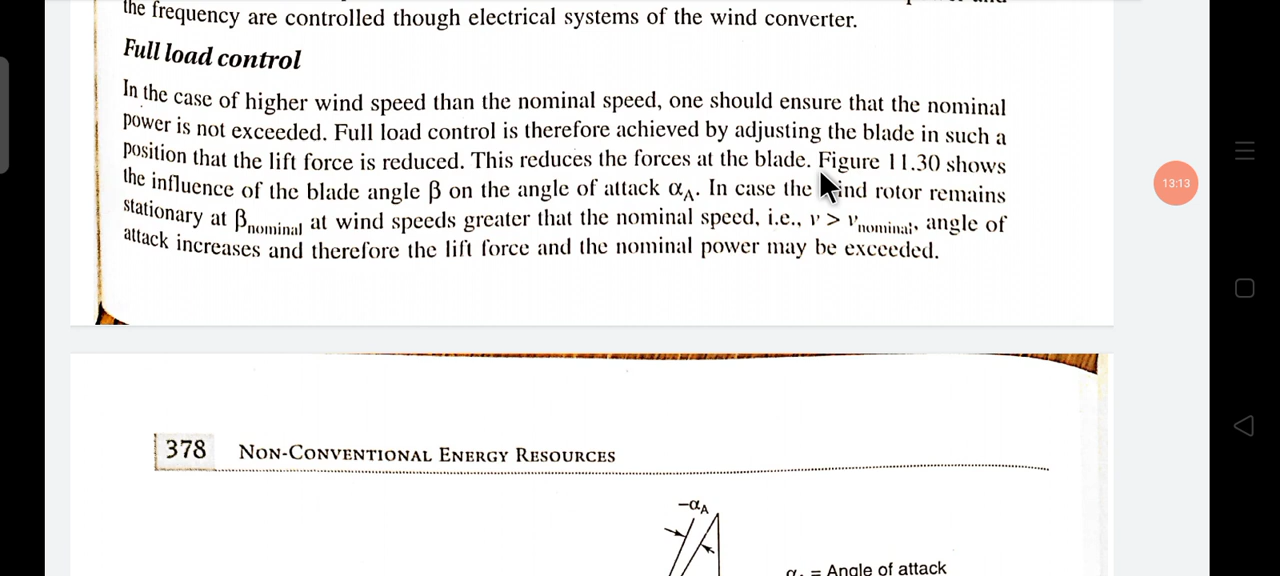 the frequency are controlled though electrical systems of the wind converter.
Full load control
In the case of higher wind speed than the nominal speed, one should ensure that the nominal
power is not exceeded. Full load control is therefore achieved by adjusting the blade in such a
position that the lift force is reduced. This reduces the forces at the blade. Figure 11.30 shows
the influence of the blade angle β on the angle of attack αA. In case the wind rotor remains
stationary at βnominal at wind speeds greater that the nominal speed, i.e., v > vnominal, angle of
attack increases and therefore the lift force and the nominal power may be exceeded.
13:13
378 NON-CONVENTIONAL ENERGY RESOURCES
–αA
= Angle of attack